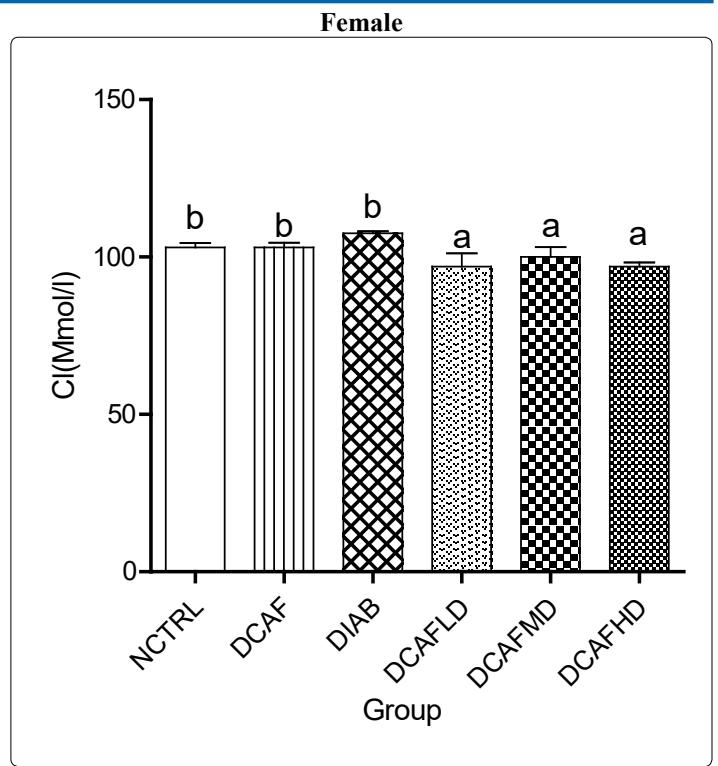 Female
150
100
50
0
Cl(Mmol/l)
b
b
b
a
a
a
NCTRL
DCAF
DIAB
DCAFLD
DCAFMD
DCAFHD
Group